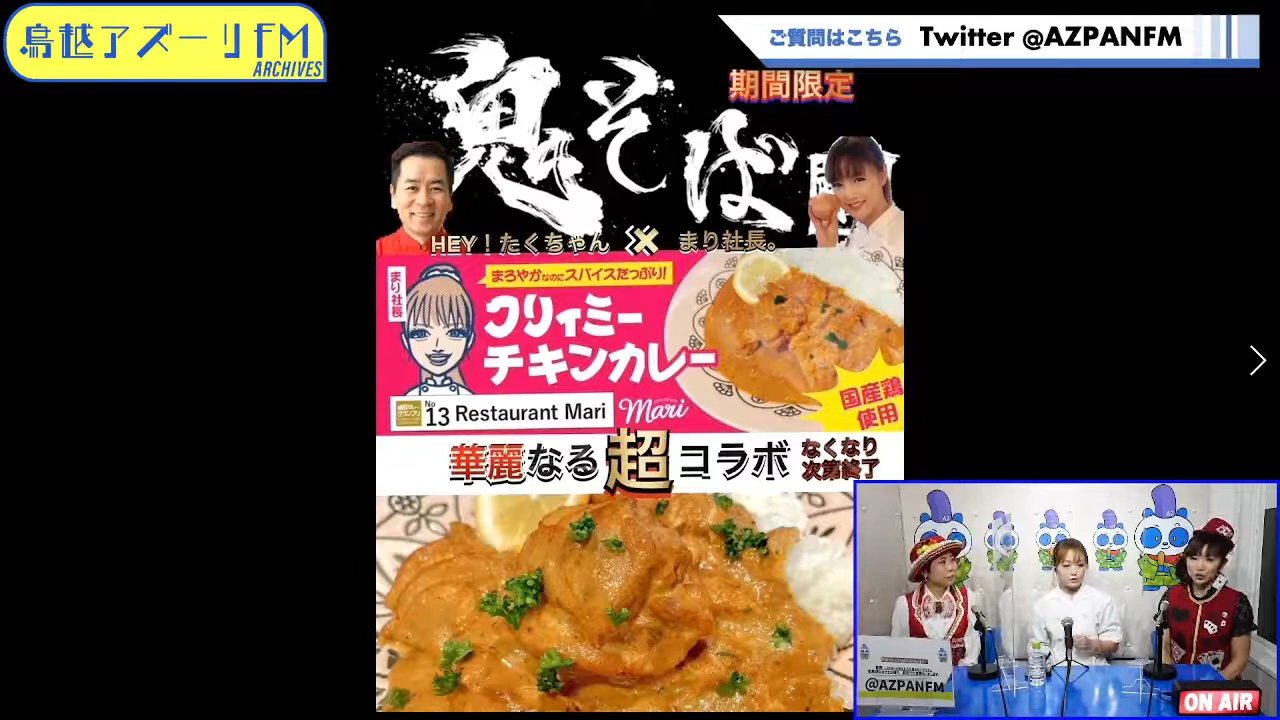 鳥越アズーリFM
ARCHIVES
ご質問はこちら Twitter @AZPANFM
期間限定
鬼そば
HEY！たくちゃん × まり社長。
まり社長
まろやかなのにスパイスたっぷり!
クリィミー
チキンカレー
国産鶏
使用
No
13 Restaurant Mari
Mari
華麗なる超コラボ
なくなり
次第終了
@AZPANFM
ON AIR